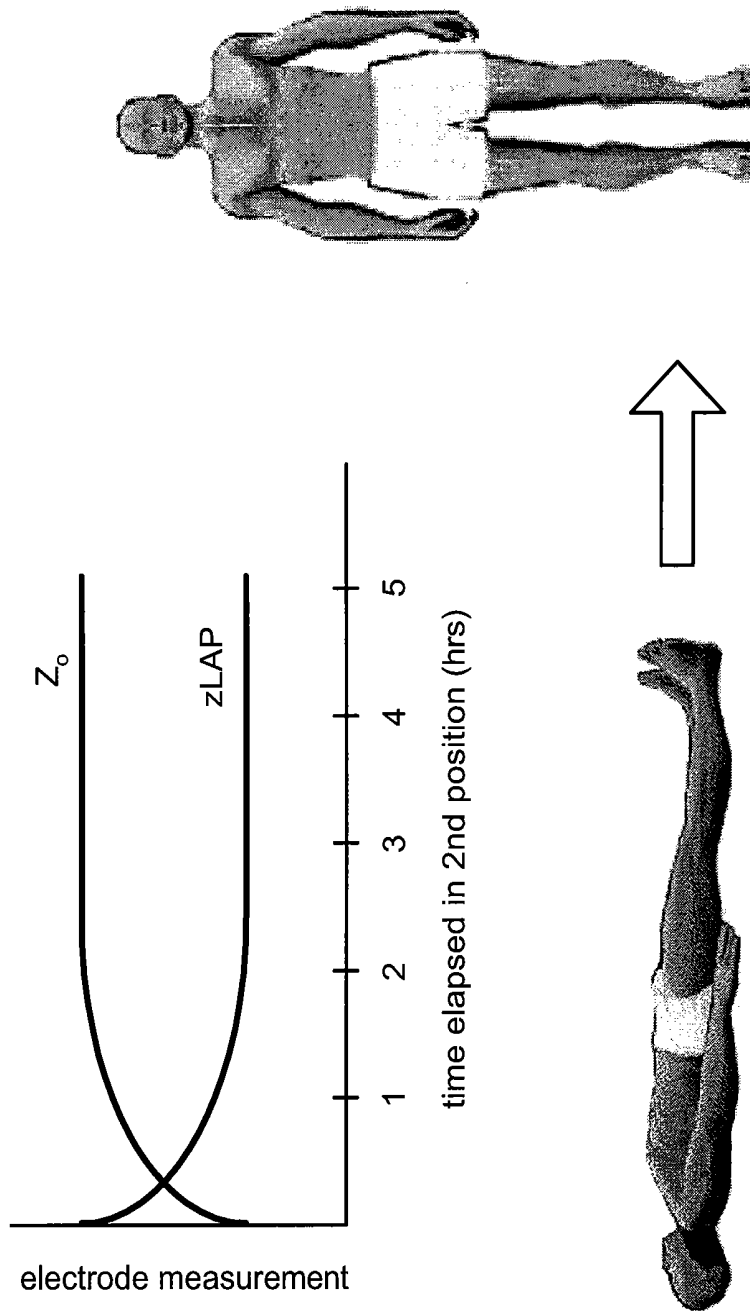 electrode measurement
Z₀
zLAP
1 2 3 4 5
time elapsed in 2nd position (hrs)